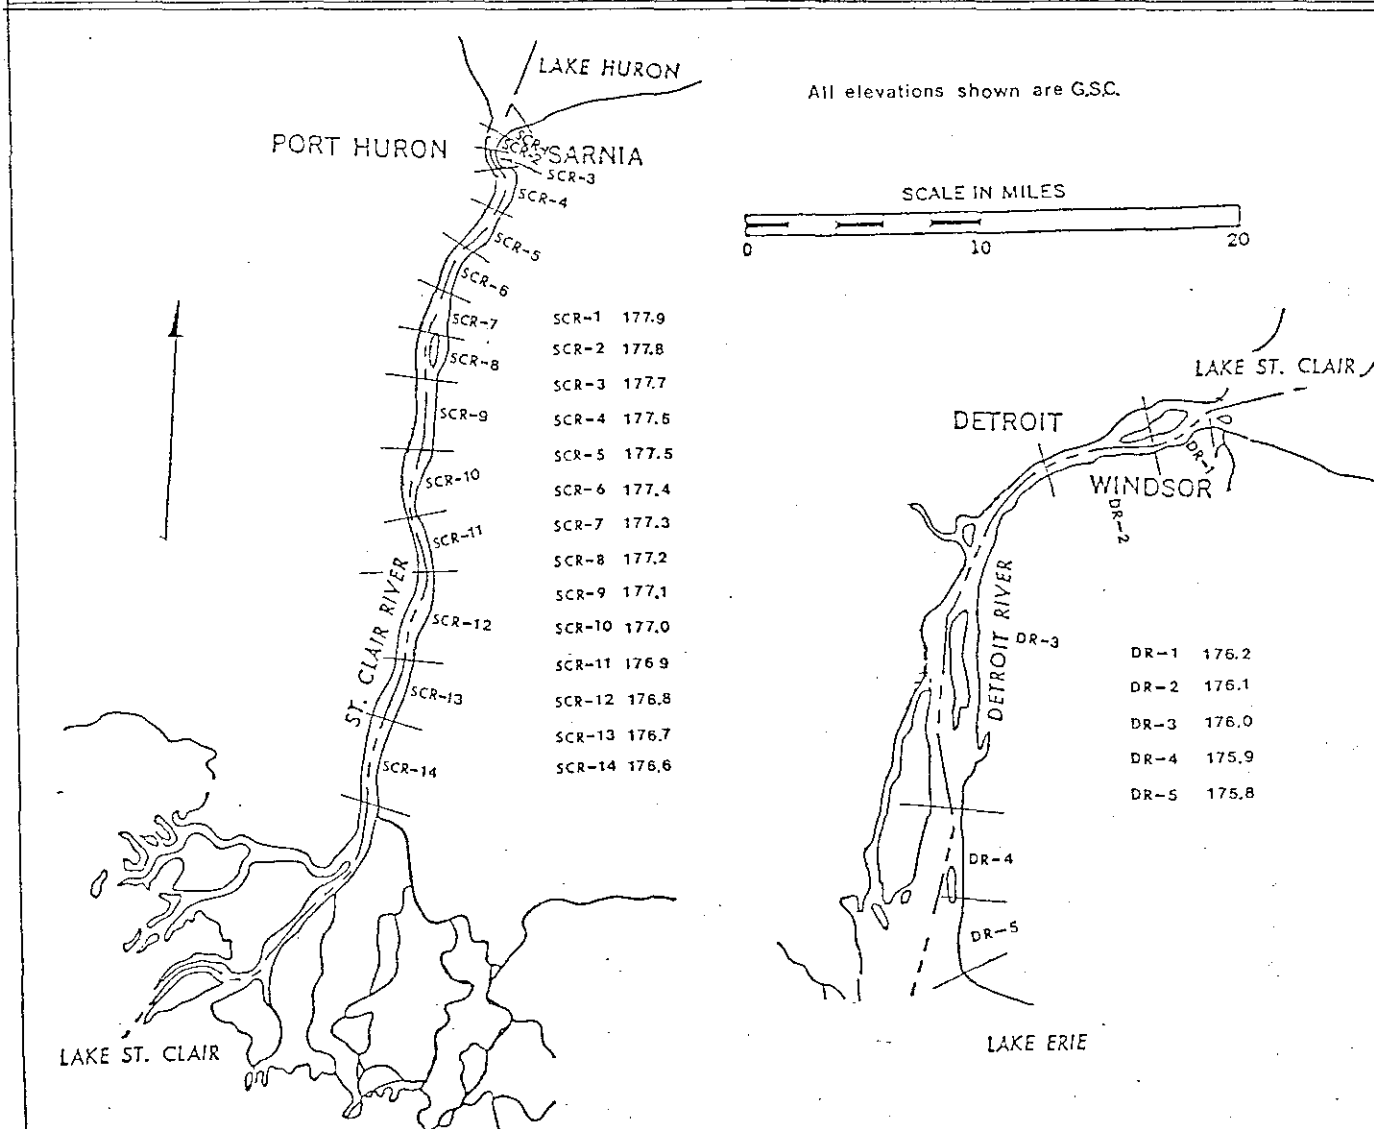 LAKE HURON
All elevations shown are G.S.C.
PORT HURON
SCR-1
SCR-2
SARNIA
SCR-3
SCALE IN MILES
0 10 20
SCR-4
SCR-5
SCR-6
SCR-7
SCR-8
SCR-9
SCR-10
SCR-11
SCR-12
SCR-13
SCR-14
ST. CLAIR RIVER
LAKE ST. CLAIR
SCR-1 177.9
SCR-2 177.8
SCR-3 177.7
SCR-4 177.6
SCR-5 177.5
SCR-6 177.4
SCR-7 177.3
SCR-8 177.2
SCR-9 177.1
SCR-10 177.0
SCR-11 176 9
SCR-12 176.8
SCR-13 176.7
SCR-14 176.6
LAKE ST. CLAIR
DETROIT
DR-1
WINDSOR
DR-2
DETROIT RIVER
DR-3
DR-4
DR-5
LAKE ERIE
DR-1 176.2
DR-2 176.1
DR-3 176.0
DR-4 175.9
DR-5 175.8